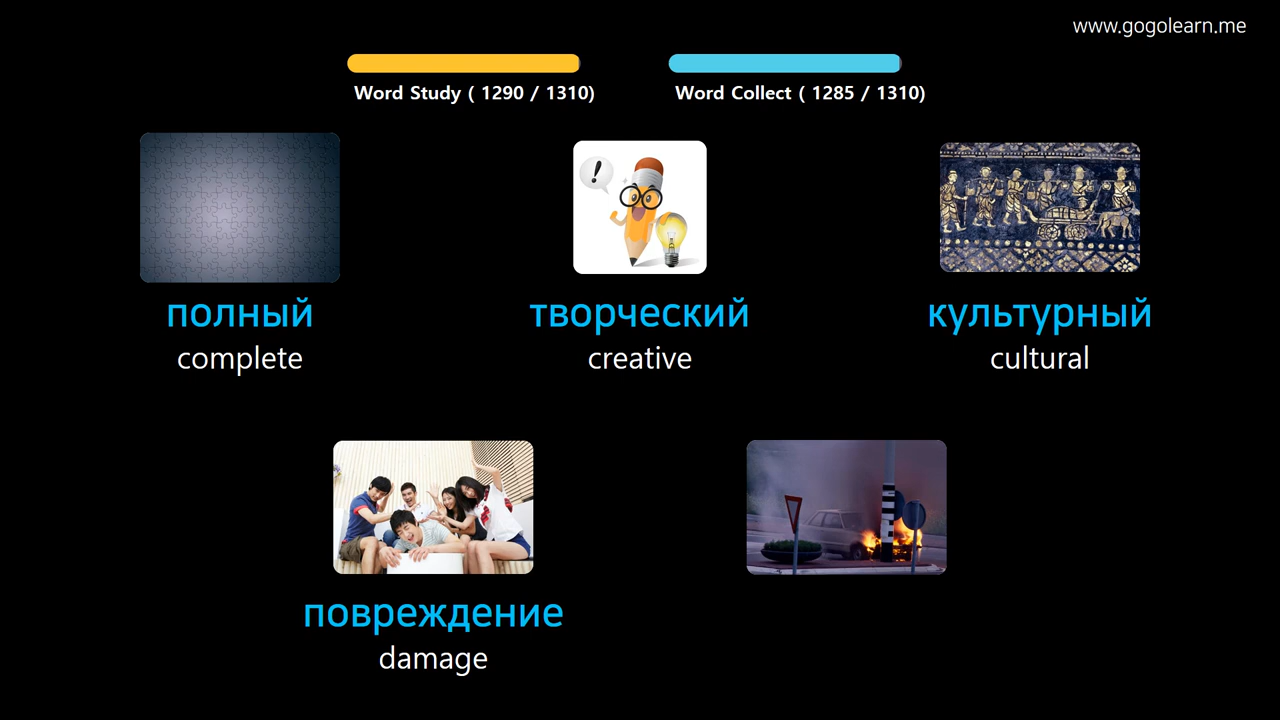 www.gogolearn.me
Word Study ( 1290 / 1310)
Word Collect ( 1285 / 1310)
полный
complete
творческий
creative
культурный
cultural
повреждение
damage